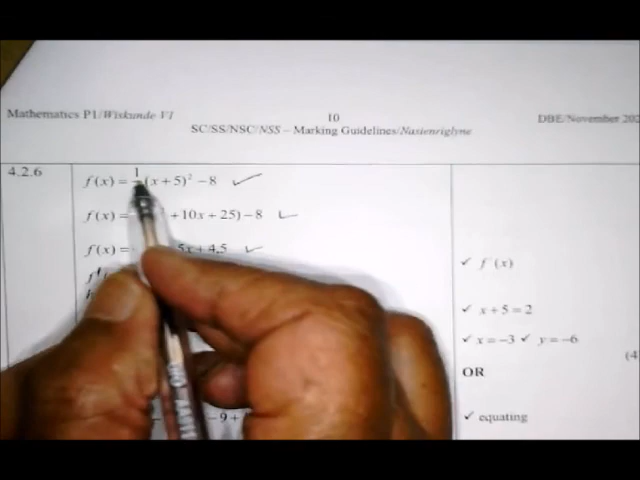 Mathematics P1/Wiskunde V1
10
SC/SS/NSC/NSS – Marking Guidelines/Nasienriglyne
DBE/November 202
4.2.6
f(x) = 1 (x + 5)² – 8 ✓
f(x) = + 10x + 25) – 8 ✓
f(x) = 5x + 4,5 ✓
– 9 +
✓ f (x)
✓ x + 5 = 2
✓ x = –3 ✓ y = –6
(4
OR
✓ equating